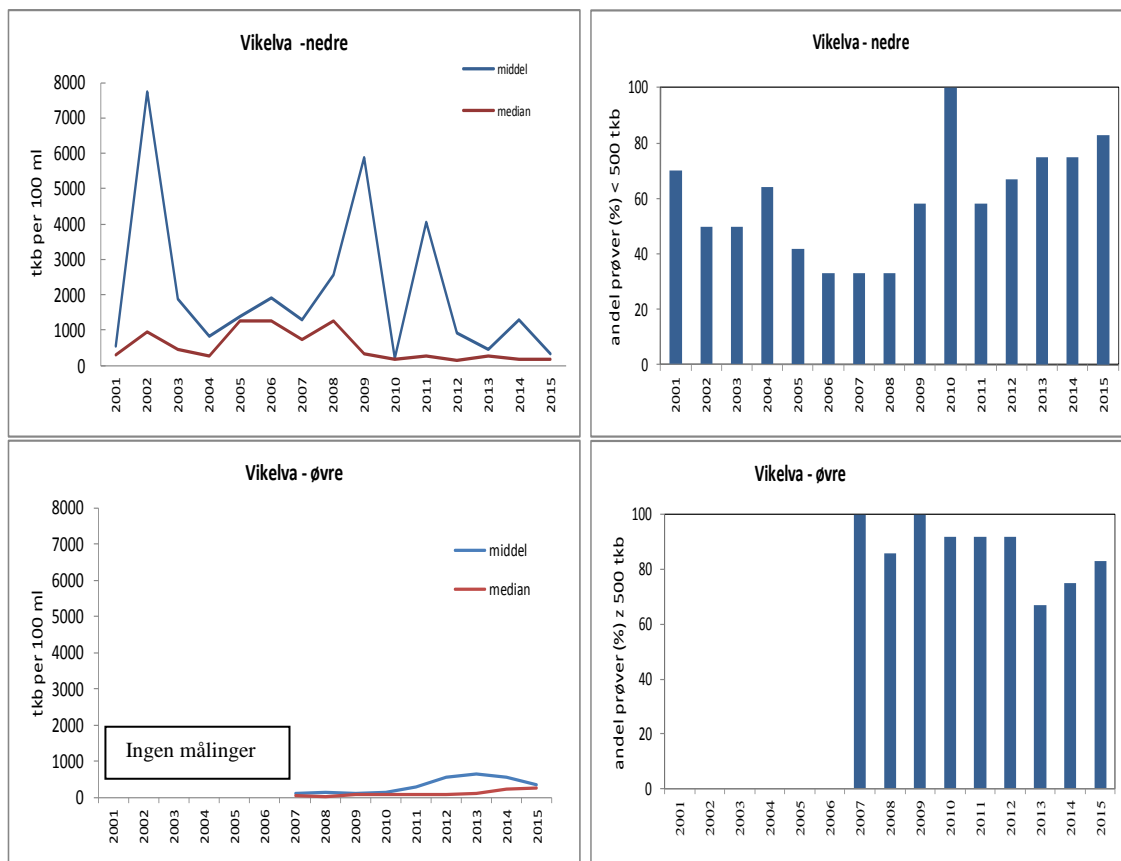 Vikelva -nedre
middel
median
tkb per 100 ml
8000
7000
6000
5000
4000
3000
2000
1000
0
2001 2002 2003 2004 2005 2006 2007 2008 2009 2010 2011 2012 2013 2014 2015
Vikelva - nedre
andel prøver (%) < 500 tkb
100
80
60
40
20
0
2001 2002 2003 2004 2005 2006 2007 2008 2009 2010 2011 2012 2013 2014 2015
Vikelva - øvre
middel
median
tkb per 100 ml
8000
7000
6000
5000
4000
3000
2000
1000
0
Ingen målinger
2001 2002 2003 2004 2005 2006 2007 2008 2009 2010 2011 2012 2013 2014 2015
Vikelva - øvre
andel prøver (%) z 500 tkb
100
80
60
40
20
0
2001 2002 2003 2004 2005 2006 2007 2008 2009 2010 2011 2012 2013 2014 2015